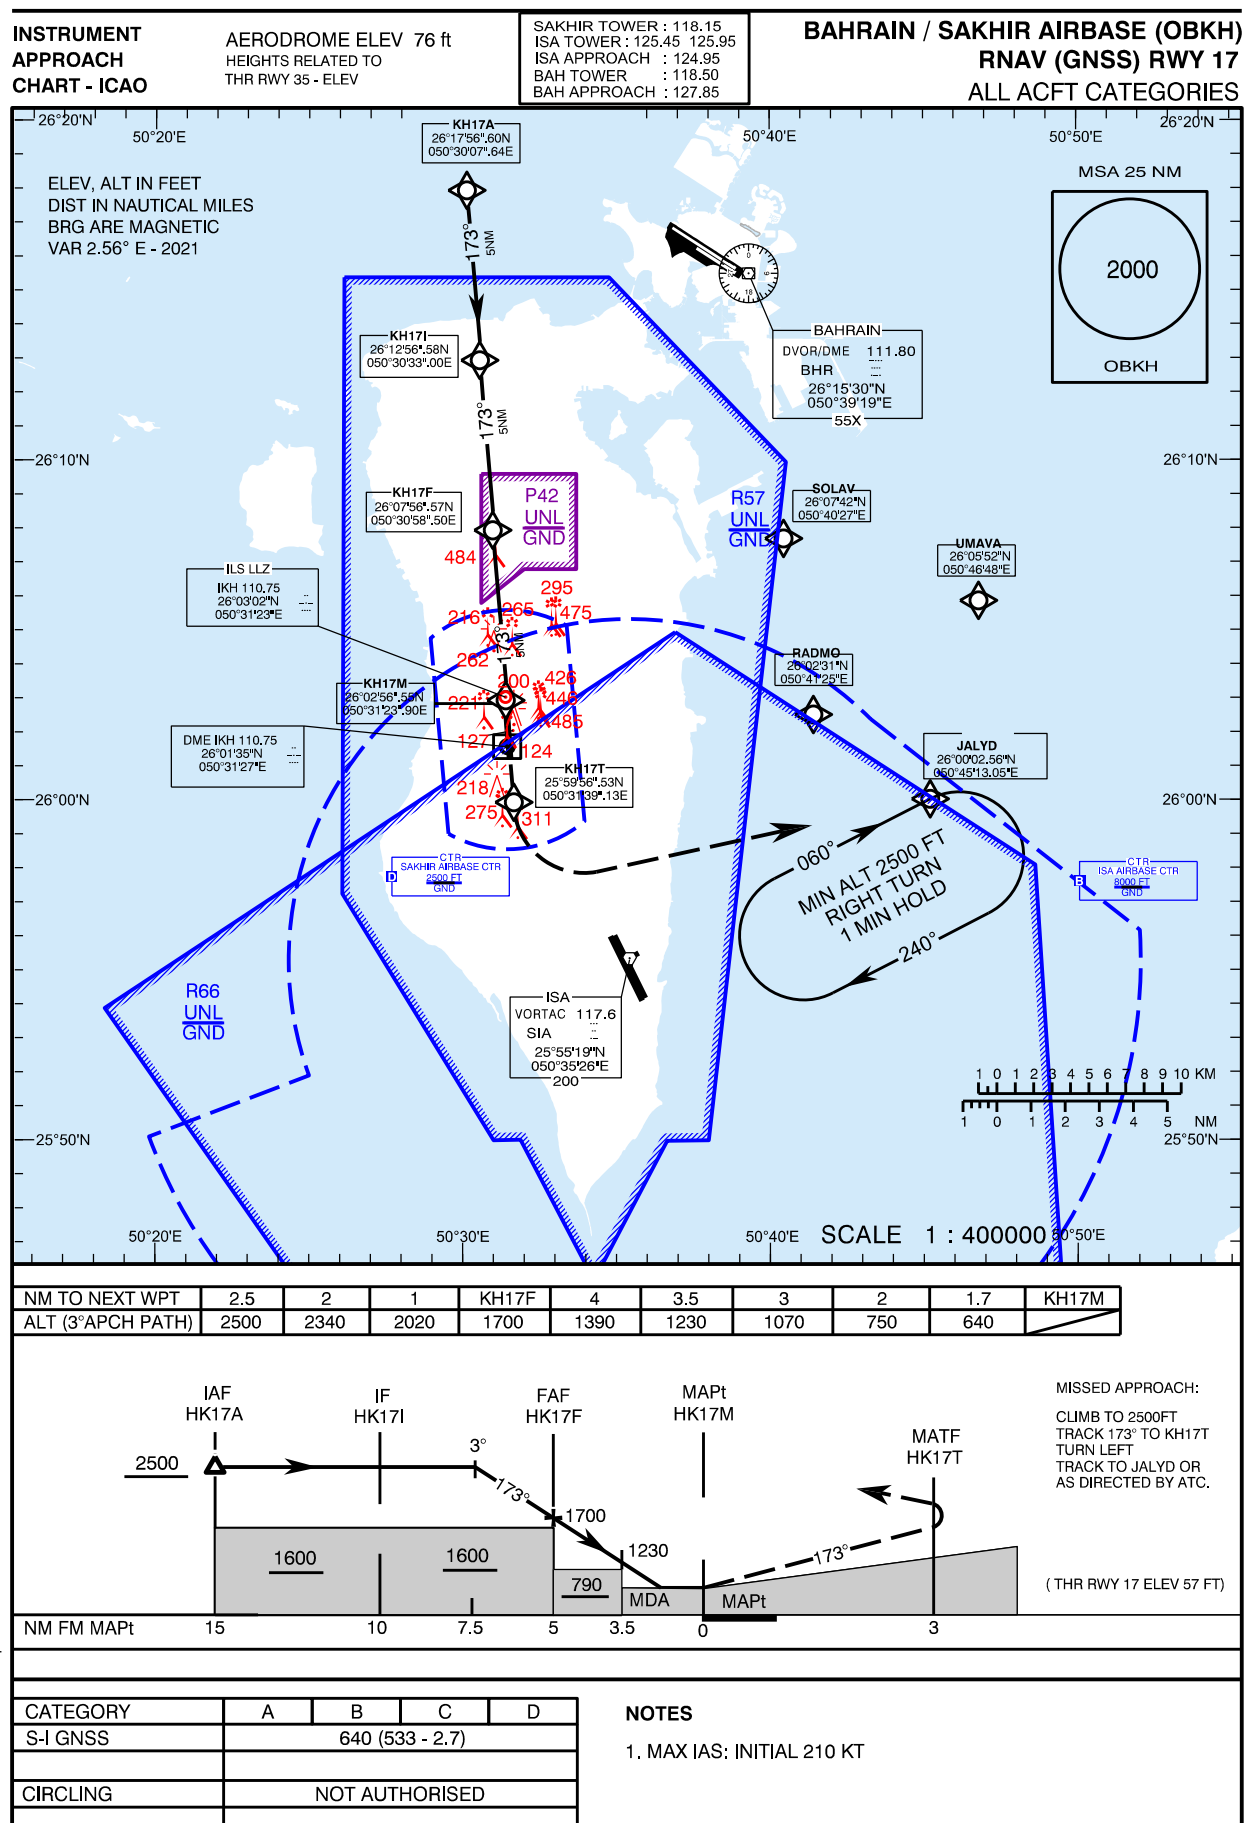 INSTRUMENT
APPROACH
CHART - ICAO
AERODROME ELEV 76 ft
HEIGHTS RELATED TO
THR RWY 35 - ELEV
SAKHIR TOWER : 118.15
ISA TOWER : 125.45 125.95
ISA APPROACH : 124.95
BAH TOWER : 118.50
BAH APPROACH : 127.85
BAHRAIN / SAKHIR AIRBASE (OBKH)
RNAV (GNSS) RWY 17
ALL ACFT CATEGORIES
26°20'N
50°20'E
50°40'E
50°50'E
26°20'N
KH17A
26°17'56".60N
050°30'07".64E
ELEV, ALT IN FEET
DIST IN NAUTICAL MILES
BRG ARE MAGNETIC
VAR 2.56° E - 2021
MSA 25 NM
2000
OBKH
173°
5NM
0
9
18
27
KH17I
26°12'56".58N
050°30'33".00E
BAHRAIN
DVOR/DME 111.80
BHR
26°15'30"N
050°39'19"E
55X
173°
5NM
26°10'N
26°10'N
KH17F
26°07'56".57N
050°30'58".50E
P42
UNL
GND
R57
UNL
GND
SOLAV
26°07'42"N
050°40'27"E
UMAVA
26°05'52"N
050°46'48"E
484
ILS LLZ
IKH 110.75
26°03'02"N
050°31'23"E
295
216
265
475
173°
5NM
262
RADMO
26°02'31"N
050°41'25"E
KH17M
26°02'56".55N
050°31'23".90E
200
426
221
446
485
DME IKH 110.75
26°01'35"N
050°31'27"E
127
124
JALYD
26°00'02.56"N
050°45'13.05"E
KH17T
25°59'56".53N
050°31'39".13E
218
275
311
26°00'N
26°00'N
CTR
SAKHIR AIRBASE CTR
2500 FT
GND
D
060°
MIN ALT 2500 FT
RIGHT TURN
1 MIN HOLD
240°
CTR
ISA AIRBASE CTR
8000 FT
GND
B
R66
UNL
GND
ISA
VORTAC 117.6
SIA
25°55'19"N
050°35'26"E
200
1 0 1 2 3 4 5 6 7 8 9 10 KM
1 0 1 2 3 4 5 NM
25°50'N
25°50'N
50°20'E
50°30'E
50°40'E
SCALE 1 : 400000
50°50'E
NM TO NEXT WPT 2.5 2 1 KH17F 4 3.5 3 2 1.7 KH17M
ALT (3°APCH PATH) 2500 2340 2020 1700 1390 1230 1070 750 640
IAF
HK17A
IF
HK17I
FAF
HK17F
MAPt
HK17M
MATF
HK17T
MISSED APPROACH:
CLIMB TO 2500FT
TRACK 173° TO KH17T
TURN LEFT
TRACK TO JALYD OR
AS DIRECTED BY ATC.
2500
3°
173°
1700
1230
173°
1600
1600
790
MDA
MAPt
( THR RWY 17 ELEV 57 FT)
NM FM MAPt 15 10 7.5 5 3.5 0 3
CATEGORY A B C D
S-I GNSS 640 (533 - 2.7)
CIRCLING NOT AUTHORISED
NOTES
1. MAX IAS: INITIAL 210 KT